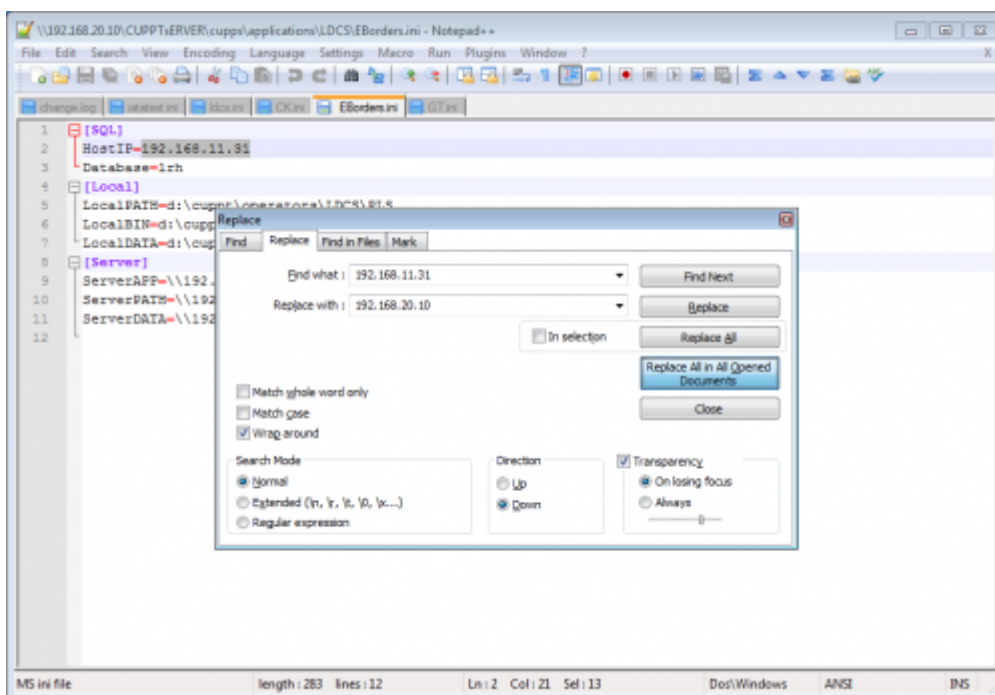 \\192.168.20.10\CUPPTsERVER\cupps\applications\LDCS\EBorders.ini - Notepad++
File Edit Search View Encoding Language Settings Macro Run Plugins Window ? X
change.log latatext.ini ldcs.ini CK.ini EBorders.ini GT.ini
1 [SQL]
2 HostIP=192.168.11.31
3 Database=lrh
4 [Local]
5 LocalPATH=d:\cuppt\operators\LDCS\RLS
6 LocalBIN=d:\cupp
7 LocalDATA=d:\cup
8 [Server]
9 ServerAPP=\\192.
10 ServerPATH=\\192
11 ServerDATA=\\192
12
Replace
Find Replace Find in Files Mark
Find what : 192.168.11.31 Find Next
Replace with : 192.168.20.10 Replace
In selection Replace All
Replace All in All Opened Documents
Match whole word only
Match case Close
Wrap around
Search Mode Direction Transparency
Normal Up On losing focus
Extended (\n, \r, \t, \0, \x...) Down Always
Regular expression
MS ini file length : 283 lines : 12 Ln : 2 Col : 21 Sel : 13 Dos\Windows ANSI INS